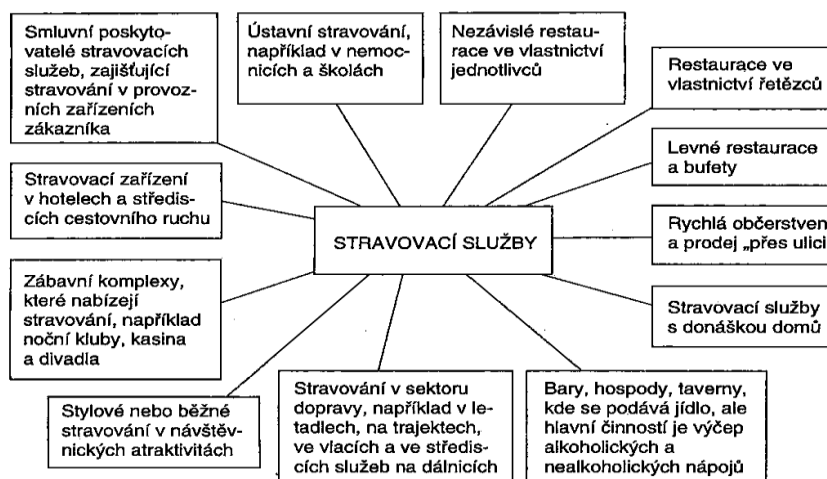 Smluvní poskyto-
vatelé stravovacích
služeb, zajišťující
stravování v provoz-
ních zařízeních
zákazníka
Ústavní stravování,
například v nemoc-
nicích a školách
Nezávislé restau-
race ve vlastnictví
jednotlivců
Restaurace ve
vlastnictví řetězců
Stravovací zařízení
v hotelech a středis-
cích cestovního ruchu
Levné restaurace
a bufety
STRAVOVACÍ SLUŽBY
Rychlá občerstven
a prodej „přes ulici
Zábavní komplexy,
které nabízejí
stravování, například
noční kluby, kasina
a divadla
Stravovací služby
s donáškou domů
Stylové nebo běžné
stravování v návštěv-
nických atraktivitách
Stravování v sektoru
dopravy, například v le-
tadlech, na trajektech,
ve vlacích a ve středis-
cích služeb na dálnicích
Bary, hospody, taverny,
kde se podává jídlo, ale
hlavní činností je výčep
alkoholických a
nealkoholických nápojů